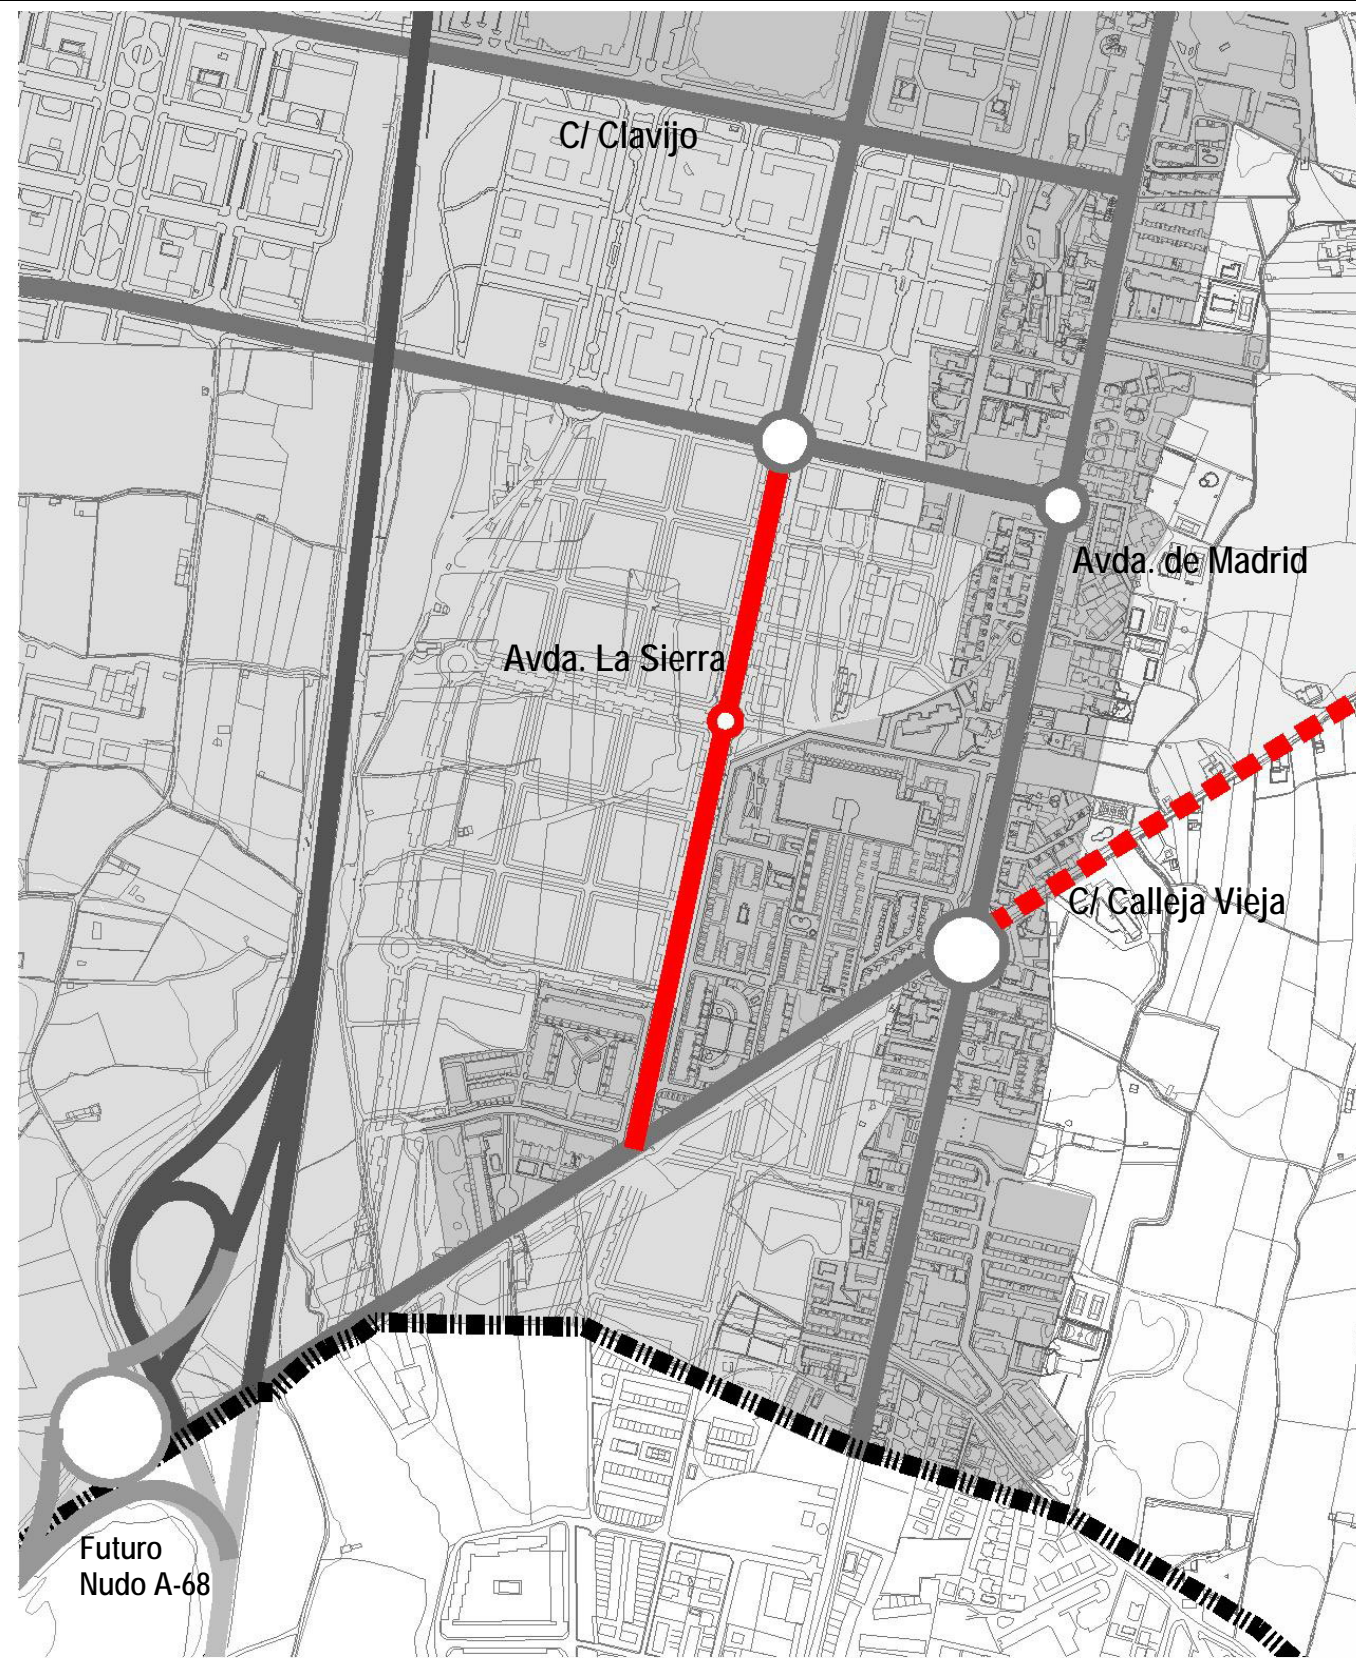 C/ Clavijo
Avda. de Madrid
Avda. La Sierra
C/ Calleja Vieja
Futuro
Nudo A-68